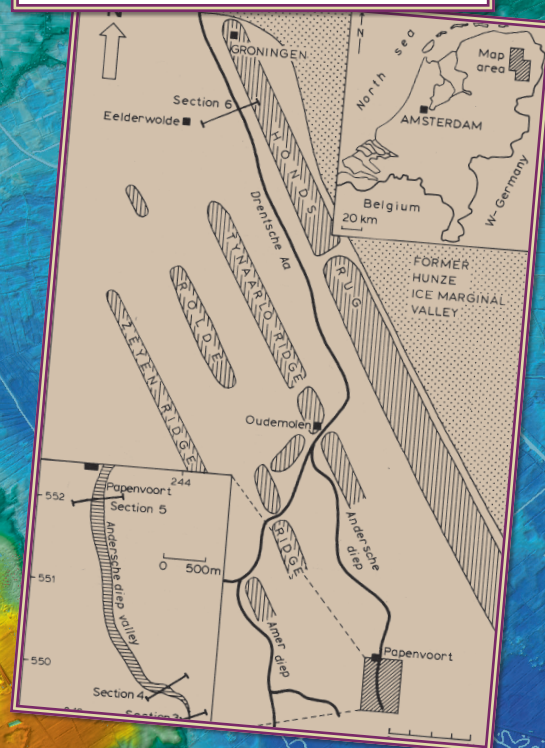 N
GRONINGEN
Section 6
Eelderwolde
HONDSRUG
Drentsche Aa
TYNAARLO RIDGE
ROLDE
RIDGE
ZEYEN RIDGE
Oudemolen
Andersche
diep
Amer diep
Papenvoort
FORMER
HUNZE
ICE MARGINAL
VALLEY
N
North sea
Map
area
AMSTERDAM
W-Germany
Belgium
20 km
244
552
Papenvoort
Section 5
Andersche diep valley
0 500m
551
550
Section 4